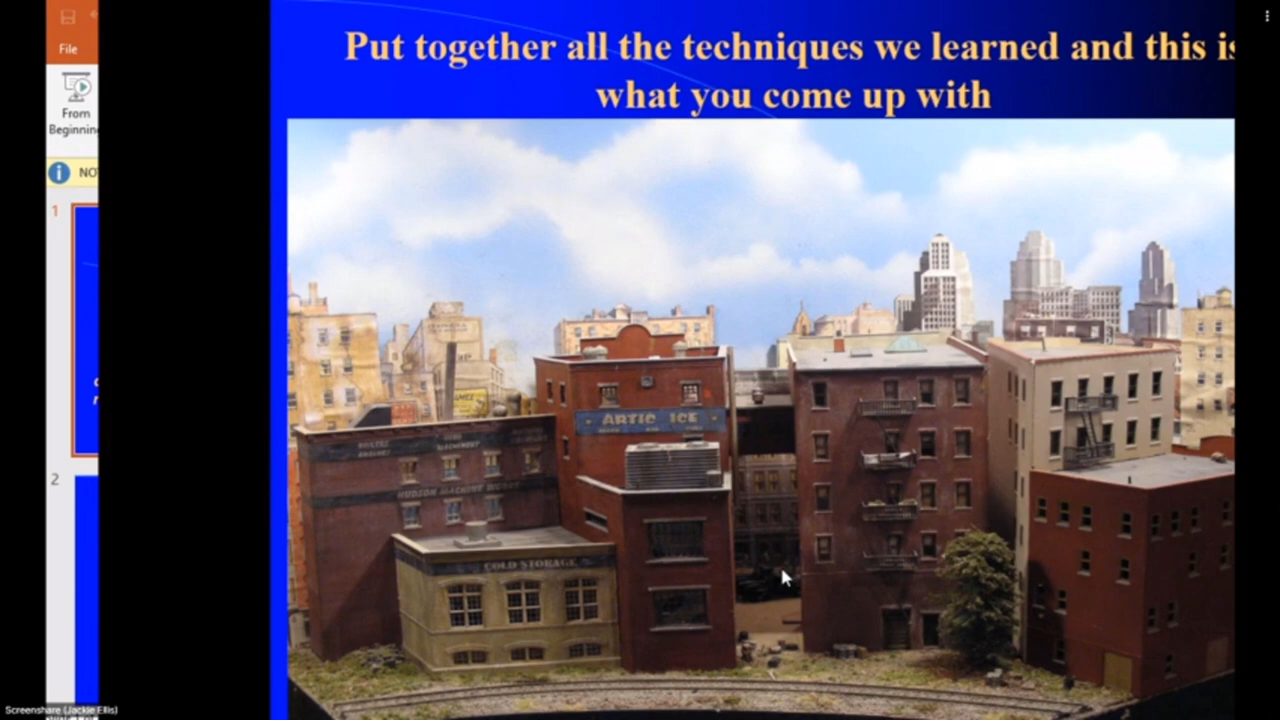 File
From
Beginning
NO
1
2
Put together all the techniques we learned and this is
what you come up with
ARTIC ICE
HUDSON MACHINE WORKS
COLD STORAGE
Screenshare (Jackie Ellis)